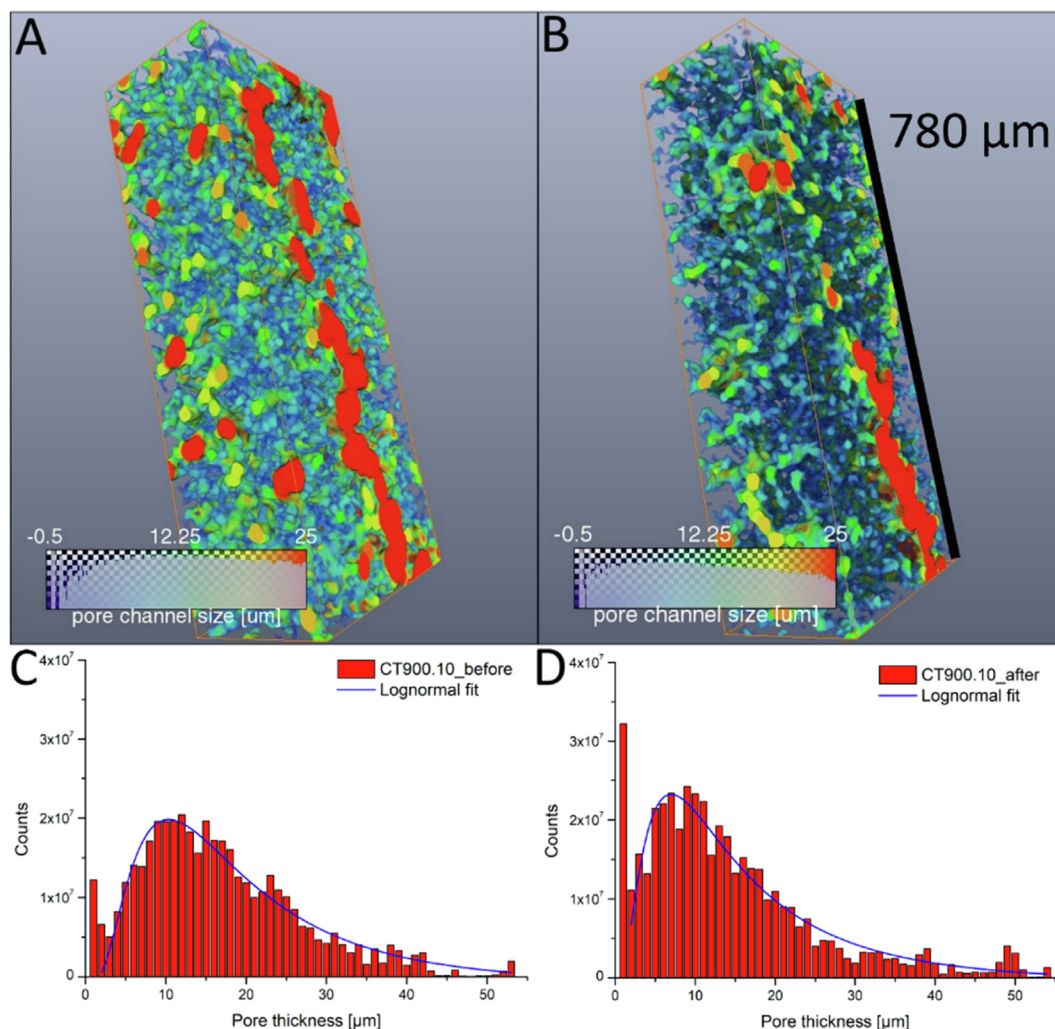 A
B
780 µm
-0.5 12.25 25
pore channel size [um]
-0.5 12.25 25
pore channel size [um]
C
CT900.10_before
Lognormal fit
4x10⁷
3x10⁷
2x10⁷
1x10⁷
0
Counts
0 10 20 30 40 50
Pore thickness [µm]
D
CT900.10_after
Lognormal fit
4x10⁷
3x10⁷
2x10⁷
1x10⁷
0
Counts
0 10 20 30 40 50
Pore thickness [µm]